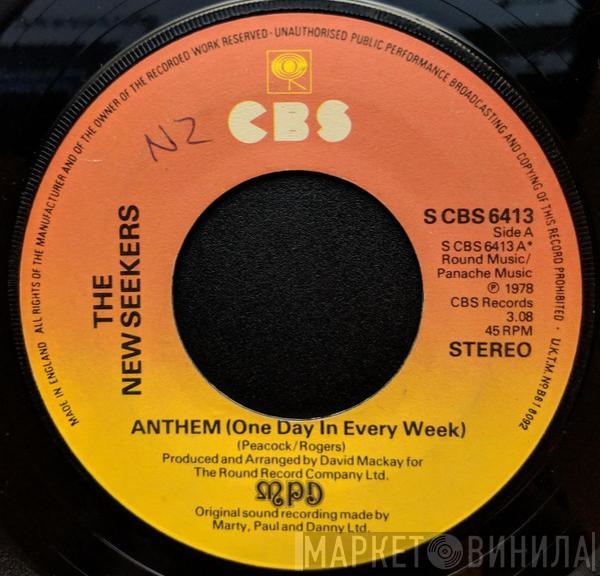 ALL RIGHTS OF THE MANUFACTURER AND OF THE OWNER OF THE RECORDED WORK RESERVED · UNAUTHORISED PUBLIC PERFORMANCE BROADCASTING AND COPYING OF THIS RECORD PROHIBITED · U.K.T.M. Nº B818092
MADE IN ENGLAND
CBS
NZ
THE
NEW SEEKERS
S CBS 6413
Side A
S CBS 6413 A*
Round Music/
Panache Music
℗ 1978
CBS Records
3.08
45 RPM
STEREO
ANTHEM (One Day In Every Week)
(Peacock/Rogers)
Produced and Arranged by David Mackay for
The Round Record Company Ltd.
MPD
Original sound recording made by
Marty, Paul and Danny Ltd.
МАРКЕТ ВИНИЛА